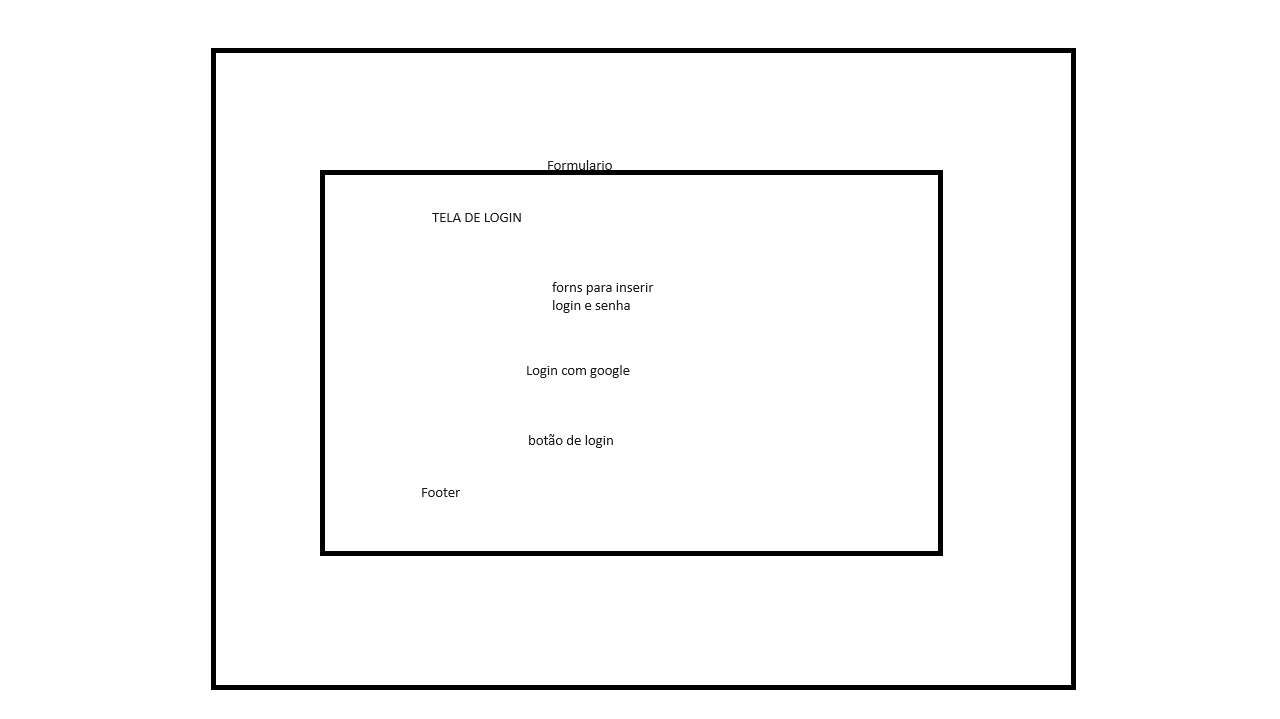 Formulario
TELA DE LOGIN
forns para inserir
login e senha
Login com google
botão de login
Footer